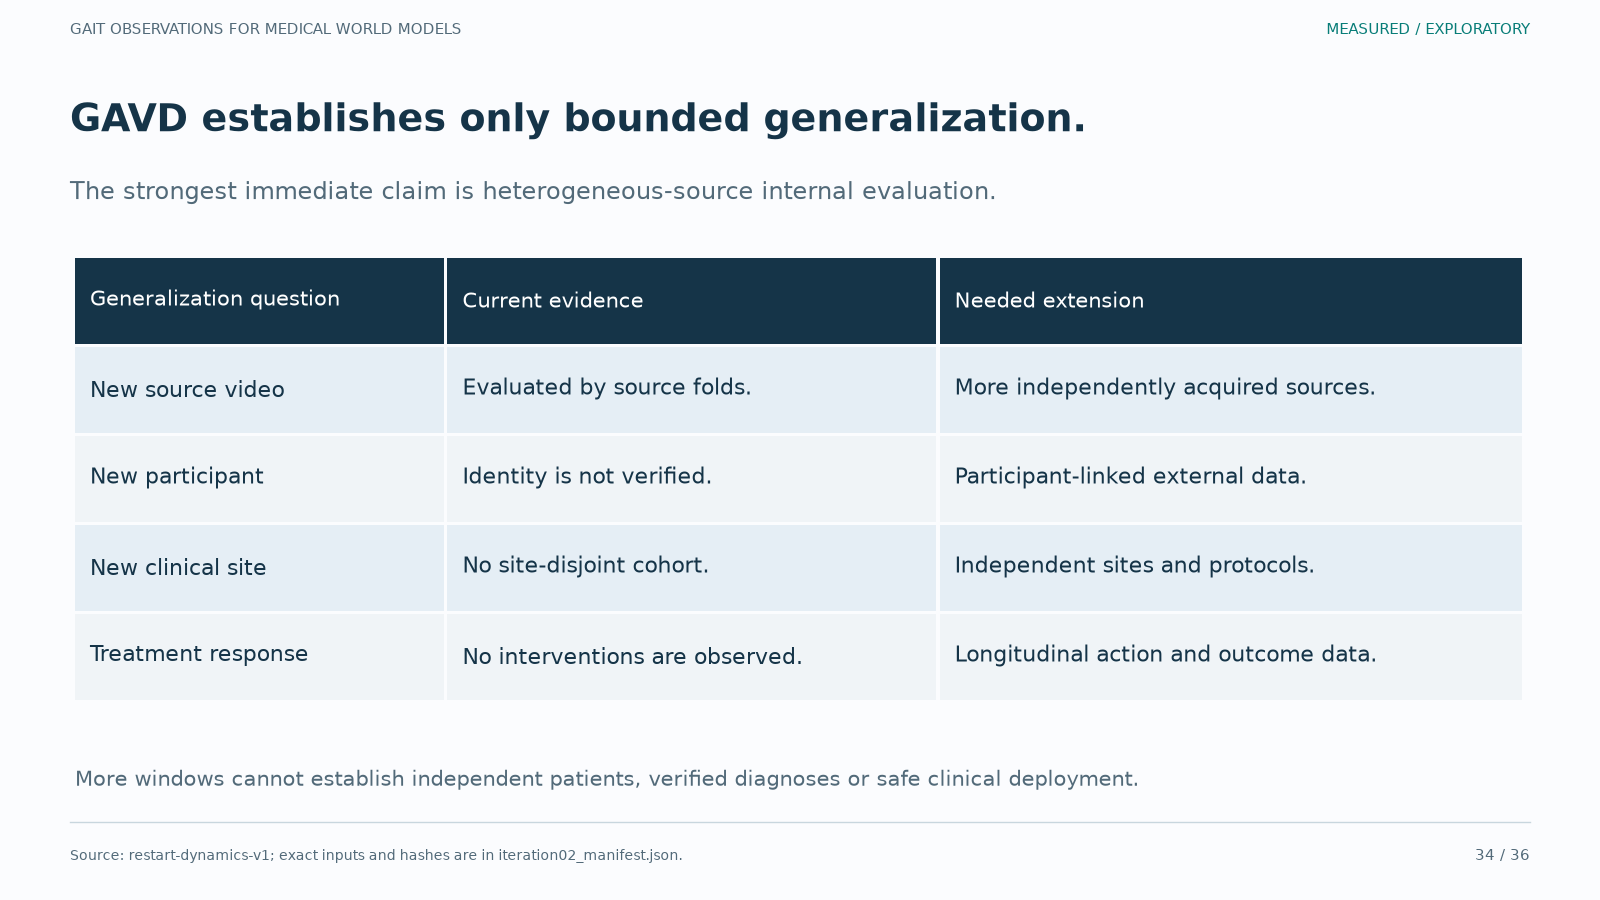 GAIT OBSERVATIONS FOR MEDICAL WORLD MODELS
MEASURED / EXPLORATORY
GAVD establishes only bounded generalization.
The strongest immediate claim is heterogeneous-source internal evaluation.
Generalization question
Current evidence
Needed extension
New source video
Evaluated by source folds.
More independently acquired sources.
New participant
Identity is not verified.
Participant-linked external data.
New clinical site
No site-disjoint cohort.
Independent sites and protocols.
Treatment response
No interventions are observed.
Longitudinal action and outcome data.
More windows cannot establish independent patients, verified diagnoses or safe clinical deployment.
Source: restart-dynamics-v1; exact inputs and hashes are in iteration02_manifest.json.
34 / 36